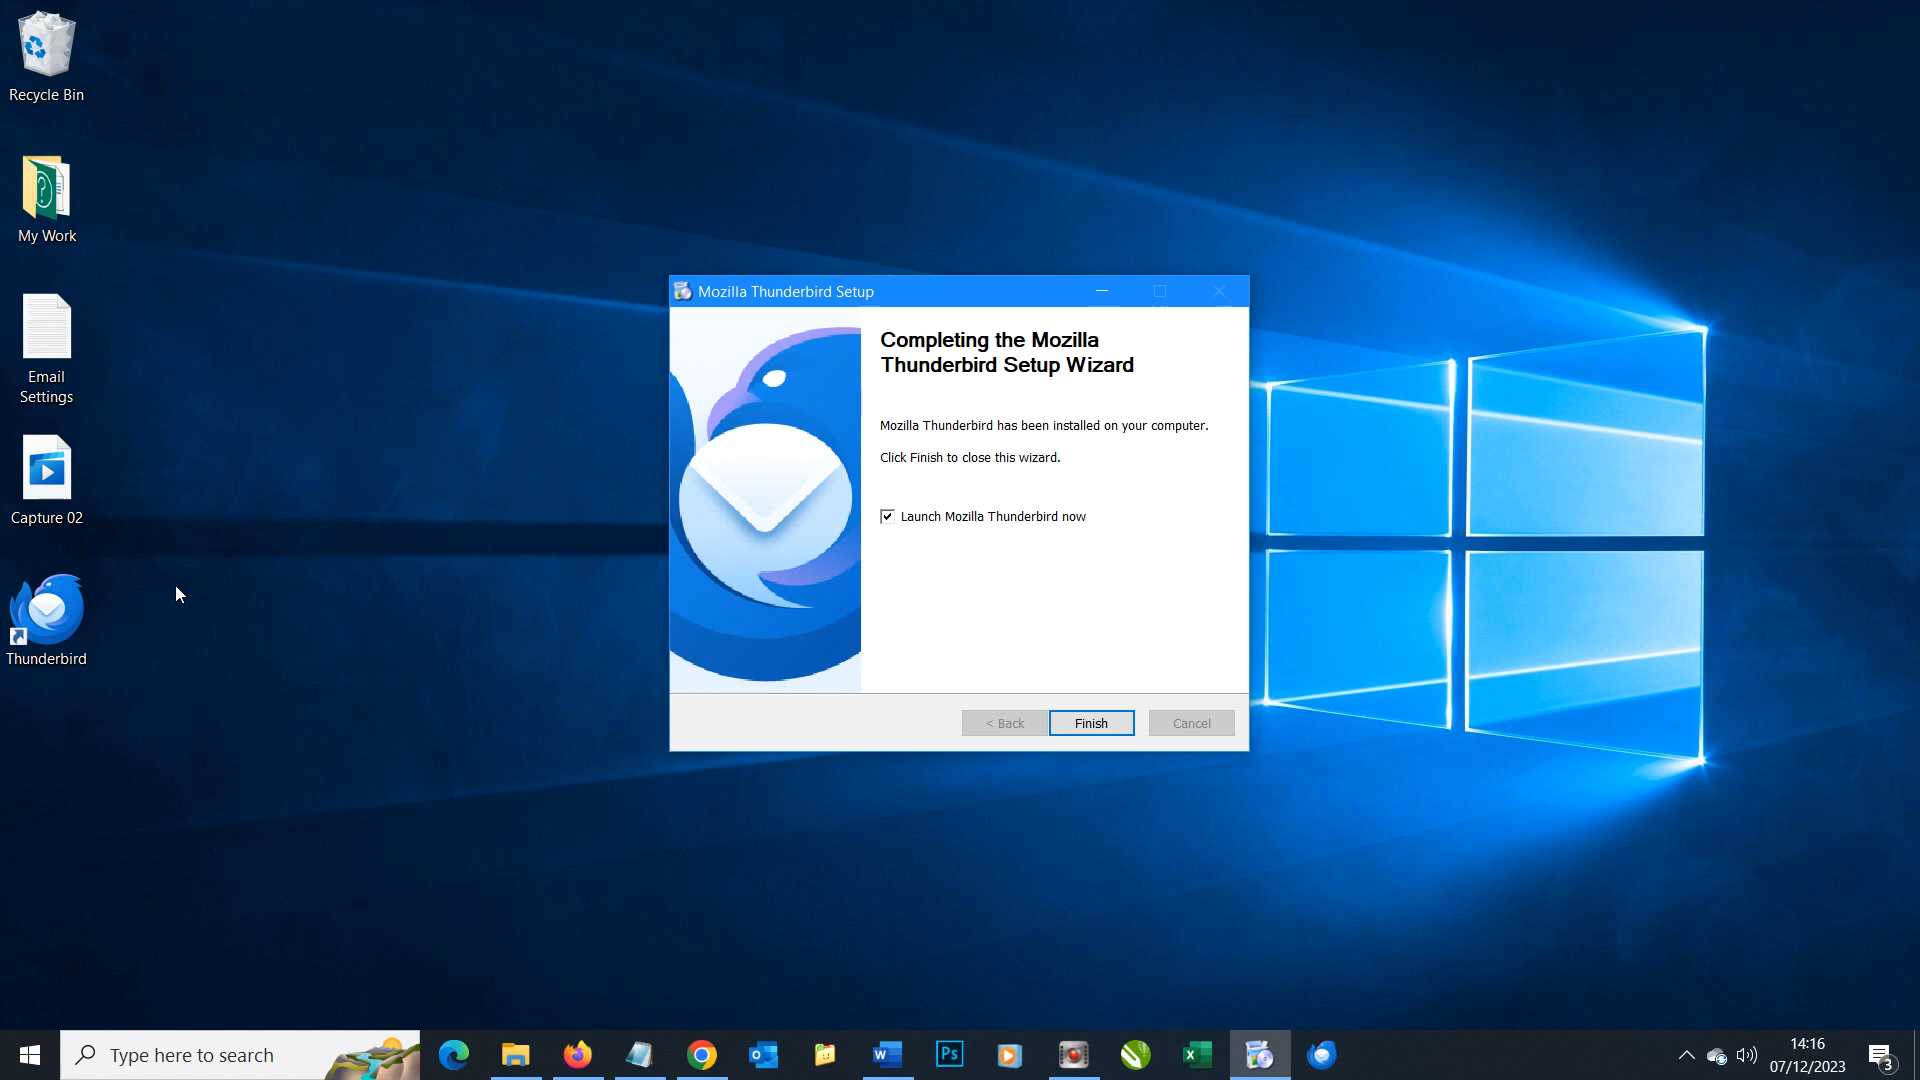 Recycle Bin
My Work
Email
Settings
Capture 02
Thunderbird
Mozilla Thunderbird Setup
Completing the Mozilla
Thunderbird Setup Wizard
Mozilla Thunderbird has been installed on your computer.
Click Finish to close this wizard.
Launch Mozilla Thunderbird now
< Back
Finish
Cancel
Type here to search
Ps
14:16
07/12/2023
3